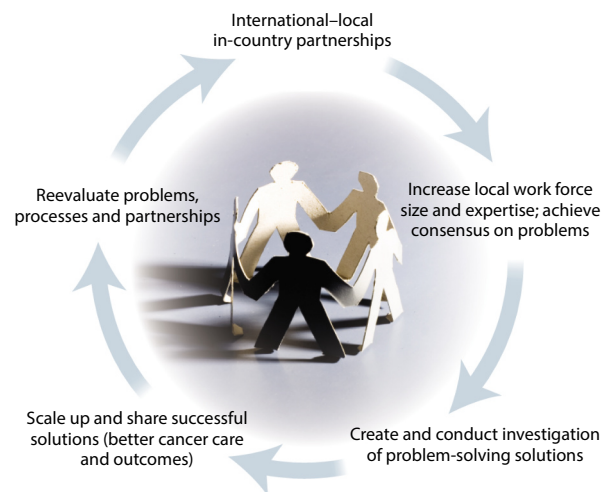 International–local
in-country partnerships
Increase local work force
size and expertise; achieve
consensus on problems
Create and conduct investigation
of problem-solving solutions
Scale up and share successful
solutions (better cancer care
and outcomes)
Reevaluate problems,
processes and partnerships